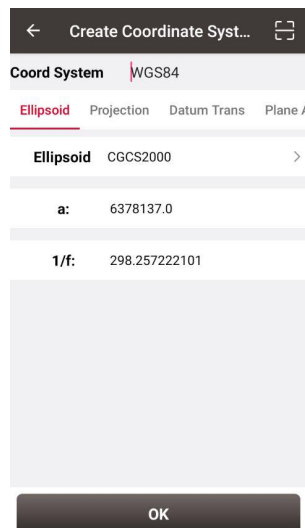 Create Coordinate Syst...
Coord System WGS84
Ellipsoid Projection Datum Trans Plane A
Ellipsoid CGCS2000
a: 6378137.0
1/f: 298.257222101
OK